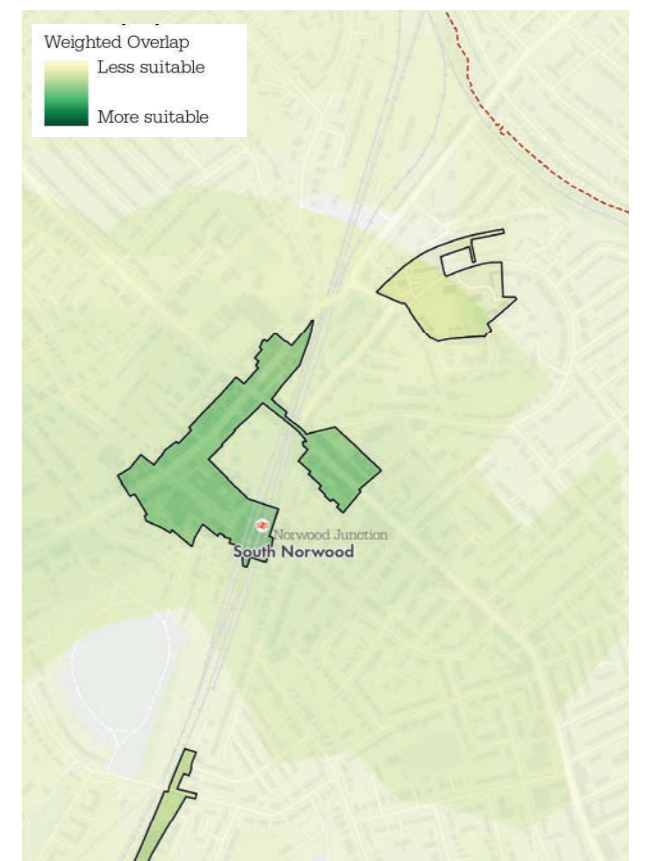 Weighted Overlap
Less suitable
More suitable
Norwood Junction
South Norwood